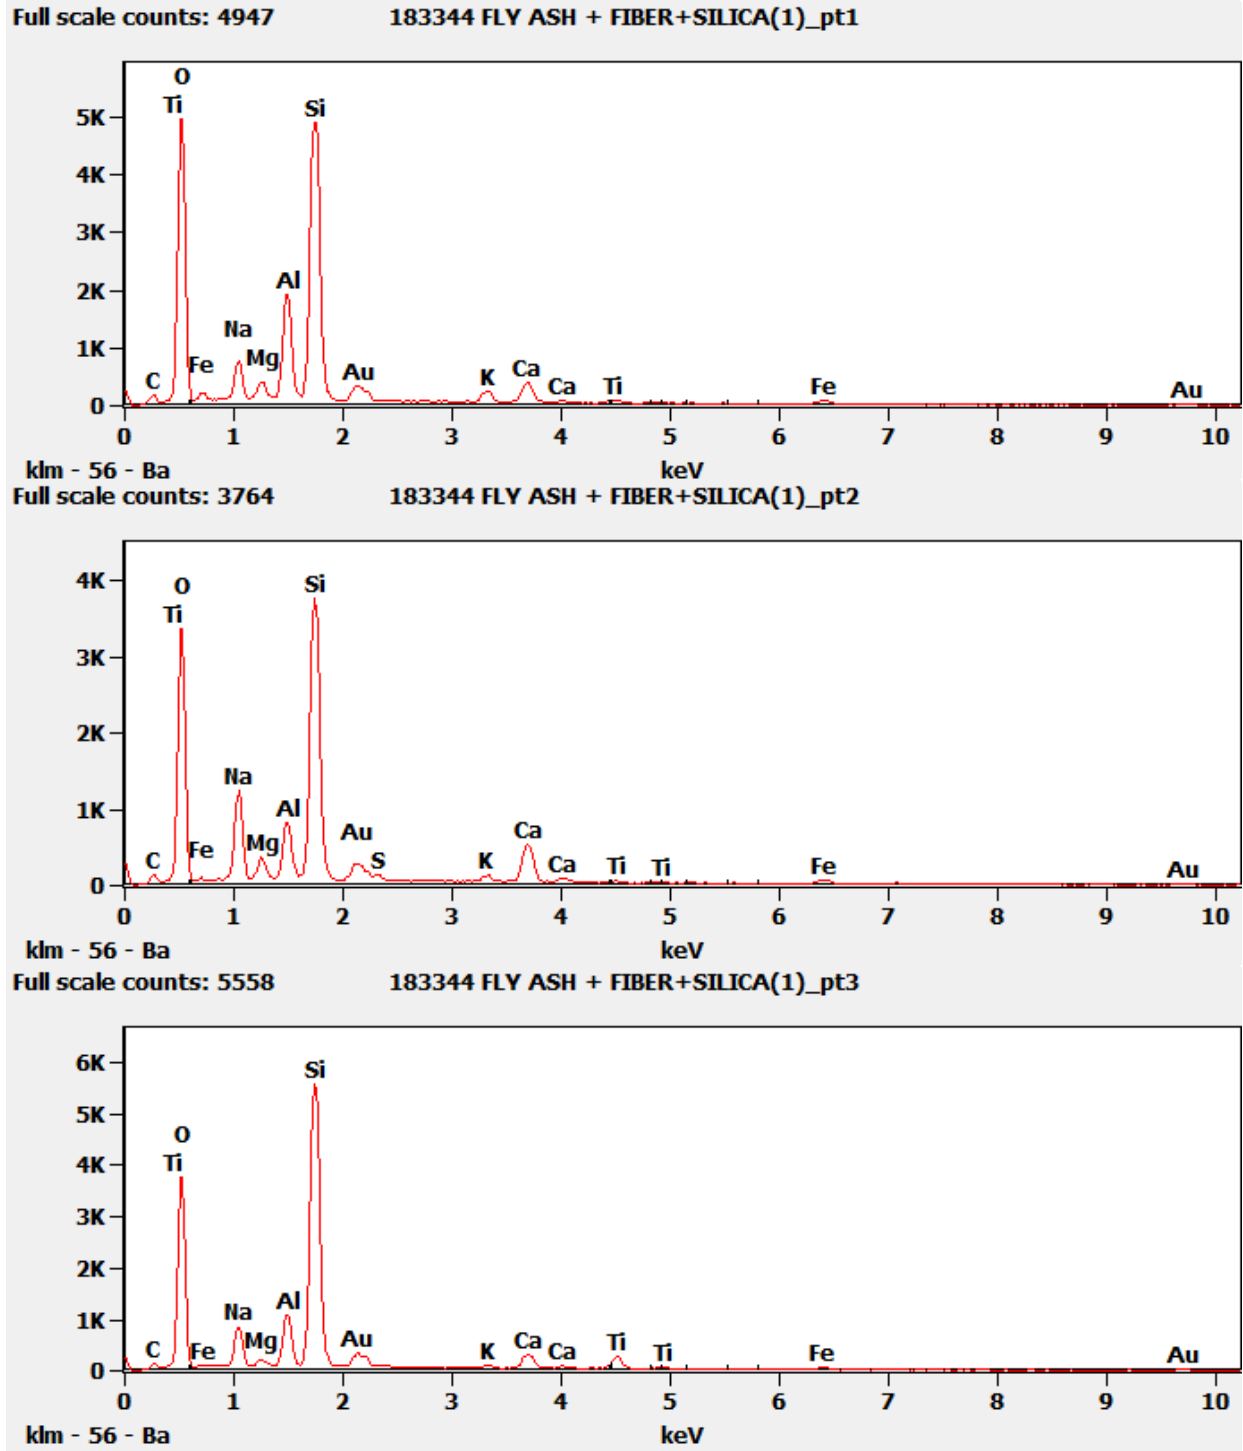 Full scale counts: 4947 183344 FLY ASH + FIBER+SILICA(1)_pt1
O
Ti Si
5K
4K
3K
2K Al
Na
1K C Fe Mg Au K Ca Ca Ti Fe Au
0
0 1 2 3 4 5 6 7 8 9 10
klm - 56 - Ba keV
Full scale counts: 3764 183344 FLY ASH + FIBER+SILICA(1)_pt2
4K O Si
Ti
3K
2K
Na
1K Al
C Fe Mg Au S K Ca Ca Ti Ti Fe Au
0
0 1 2 3 4 5 6 7 8 9 10
klm - 56 - Ba keV
Full scale counts: 5558 183344 FLY ASH + FIBER+SILICA(1)_pt3
6K Si
5K
O
4K Ti
3K
2K
Na Al
1K
C Fe Mg Au K Ca Ca Ti Ti Fe Au
0
0 1 2 3 4 5 6 7 8 9 10
klm - 56 - Ba keV